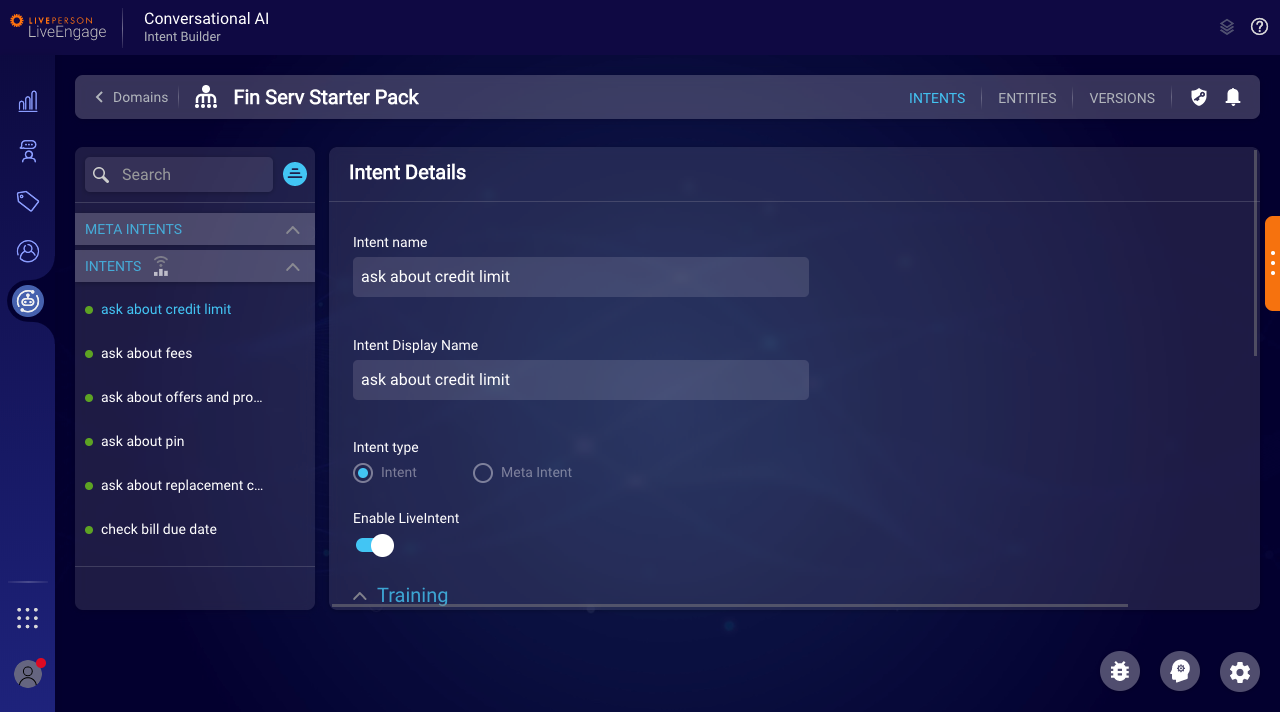 LIVEPERSON
LiveEngage
Conversational AI
Intent Builder
Domains
Fin Serv Starter Pack
INTENTS
ENTITIES
VERSIONS
Search
META INTENTS
INTENTS
ask about credit limit
ask about fees
ask about offers and pro...
ask about pin
ask about replacement c...
check bill due date
Intent Details
Intent name
ask about credit limit
Intent Display Name
ask about credit limit
Intent type
Intent
Meta Intent
Enable LiveIntent
Training